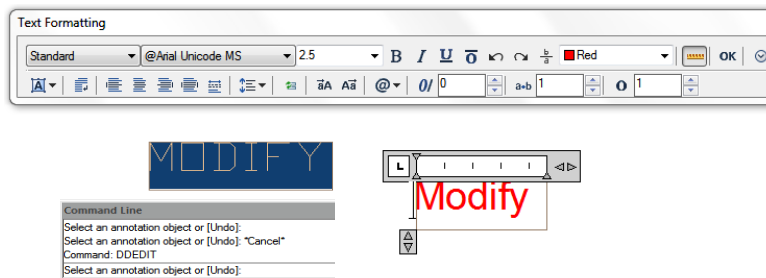 Text Formatting
Standard @Arial Unicode MS 2.5 B I U O b/a Red OK
A aA Aa @ 0/ 0 a•b 1 O 1
MODIFY
L
Modify
Command Line
Select an annotation object or [Undo]:
Select an annotation object or [Undo]: *Cancel*
Command: DDEDIT
Select an annotation object or [Undo]: